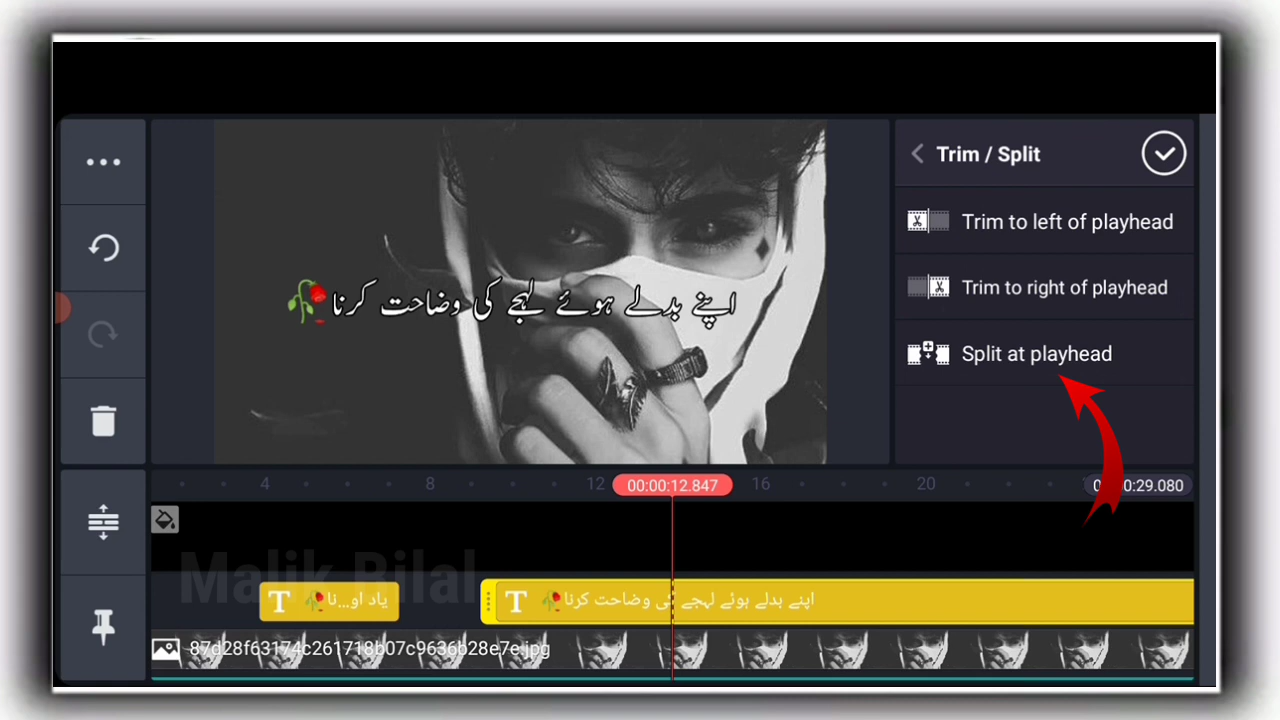 Trim / Split
Trim to left of playhead
Trim to right of playhead
Split at playhead
اپنے بدلے ہوئے لہجے کی وضاحت کرنا🥀
4 8 12 00:00:12.847 16 20 0:29.080
Malik Bilal
T 🥀یاد او...نا
T اپنے بدلے ہوئے لہجے کی وضاحت کرنا🥀
87d28f63174c261718b07c9636b28e7e.jpg